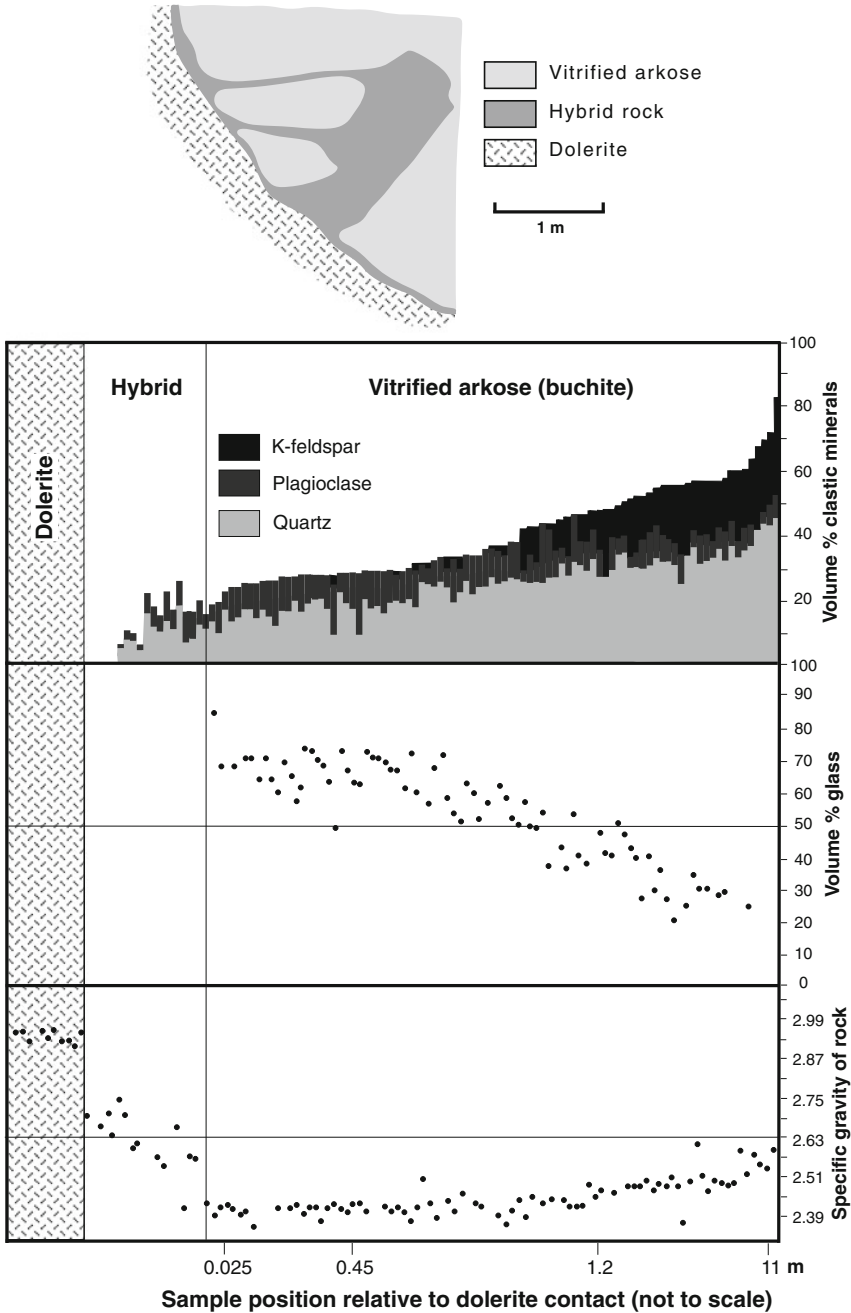 Vitrified arkose
Hybrid rock
Dolerite
1 m
Hybrid
Vitrified arkose (buchite)
Dolerite
K-feldspar
Plagioclase
Quartz
100
80
60
40
20
Volume % clastic minerals
100
90
80
70
60
50
40
30
20
10
0
Volume % glass
2.99
2.87
2.75
2.63
2.51
2.39
Specific gravity of rock
0.025 0.45 1.2 11 m
Sample position relative to dolerite contact (not to scale)